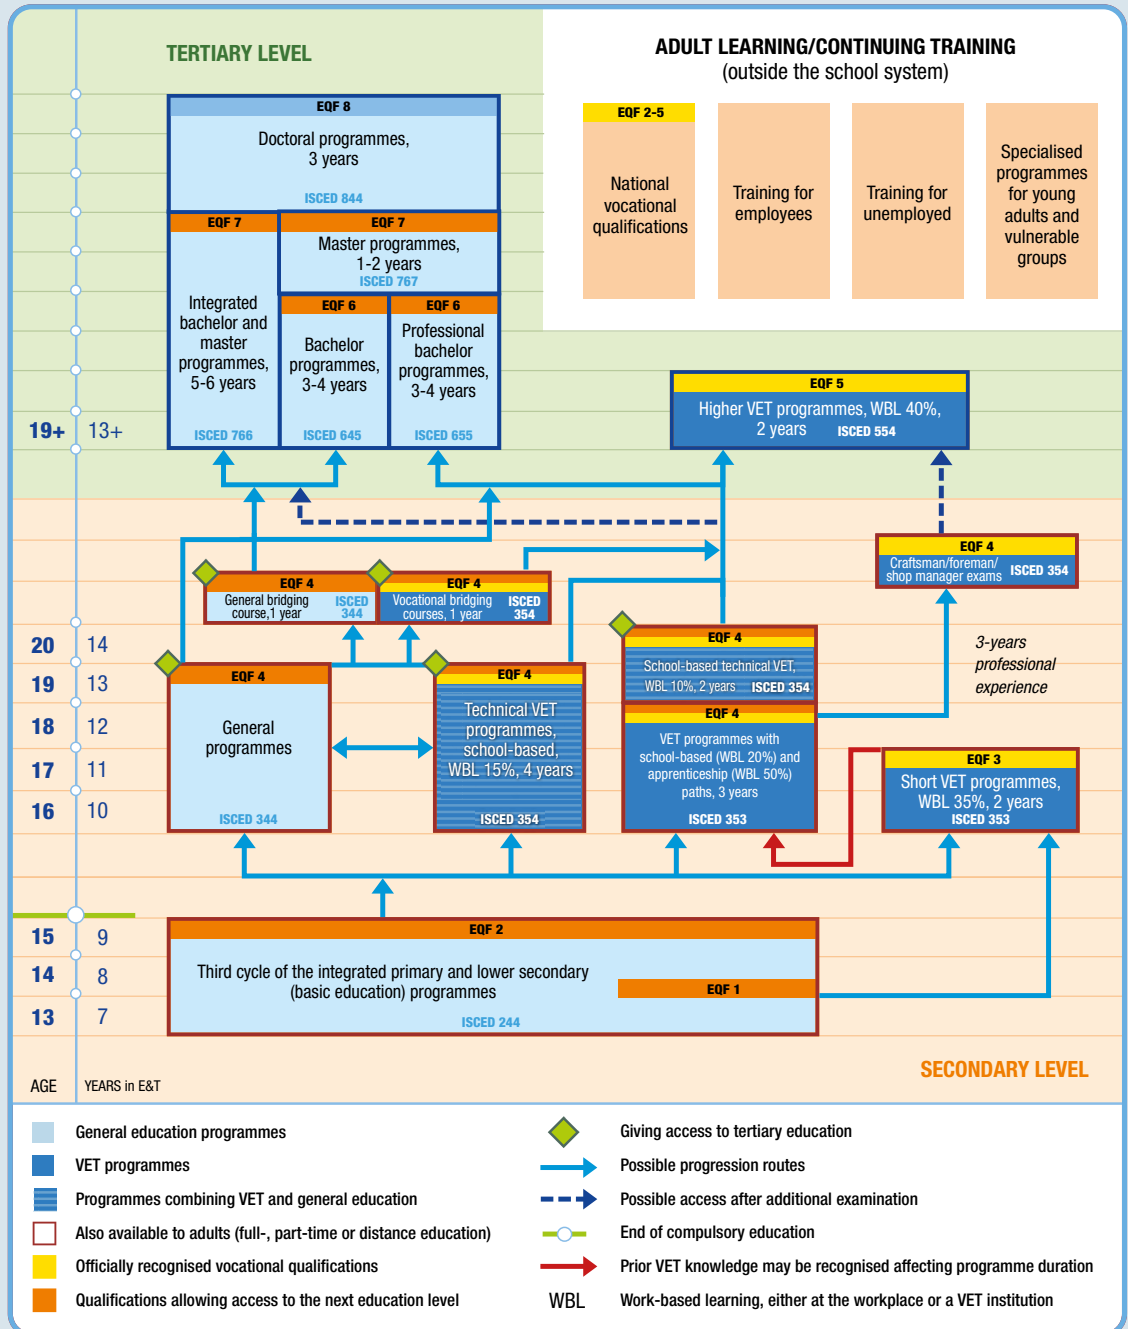 TERTIARY LEVEL
ADULT LEARNING/CONTINUING TRAINING
(outside the school system)
EQF 2-5
National
vocational
qualifications
Training for
employees
Training for
unemployed
Specialised
programmes
for young
adults and
vulnerable
groups
EQF 8
Doctoral programmes,
3 years
ISCED 844
EQF 7
Integrated
bachelor and
master
programmes,
5-6 years
ISCED 766
EQF 7
Master programmes,
1-2 years
ISCED 767
EQF 6
Bachelor
programmes,
3-4 years
ISCED 645
EQF 6
Professional
bachelor
programmes,
3-4 years
ISCED 655
EQF 5
Higher VET programmes, WBL 40%,
2 years ISCED 554
19+ 13+
EQF 4
Craftsman/foreman/
shop manager exams ISCED 354
EQF 4
General bridging
course,1 year
ISCED
344
EQF 4
Vocational bridging
courses, 1 year
ISCED
354
20 14
19 13
18 12
17 11
16 10
EQF 4
General
programmes
ISCED 344
EQF 4
Technical VET
programmes,
school-based,
WBL 15%, 4 years
ISCED 354
EQF 4
School-based technical VET,
WBL 10%, 2 years ISCED 354
EQF 4
VET programmes with
school-based (WBL 20%) and
apprenticeship (WBL 50%)
paths, 3 years
ISCED 353
3-years
professional
experience
EQF 3
Short VET programmes,
WBL 35%, 2 years
ISCED 353
15 9
14 8
13 7
EQF 2
Third cycle of the integrated primary and lower secondary
(basic education) programmes
EQF 1
ISCED 244
SECONDARY LEVEL
AGE YEARS in E&T
General education programmes
VET programmes
Programmes combining VET and general education
Also available to adults (full-, part-time or distance education)
Officially recognised vocational qualifications
Qualifications allowing access to the next education level
Giving access to tertiary education
Possible progression routes
Possible access after additional examination
End of compulsory education
Prior VET knowledge may be recognised affecting programme duration
WBL Work-based learning, either at the workplace or a VET institution